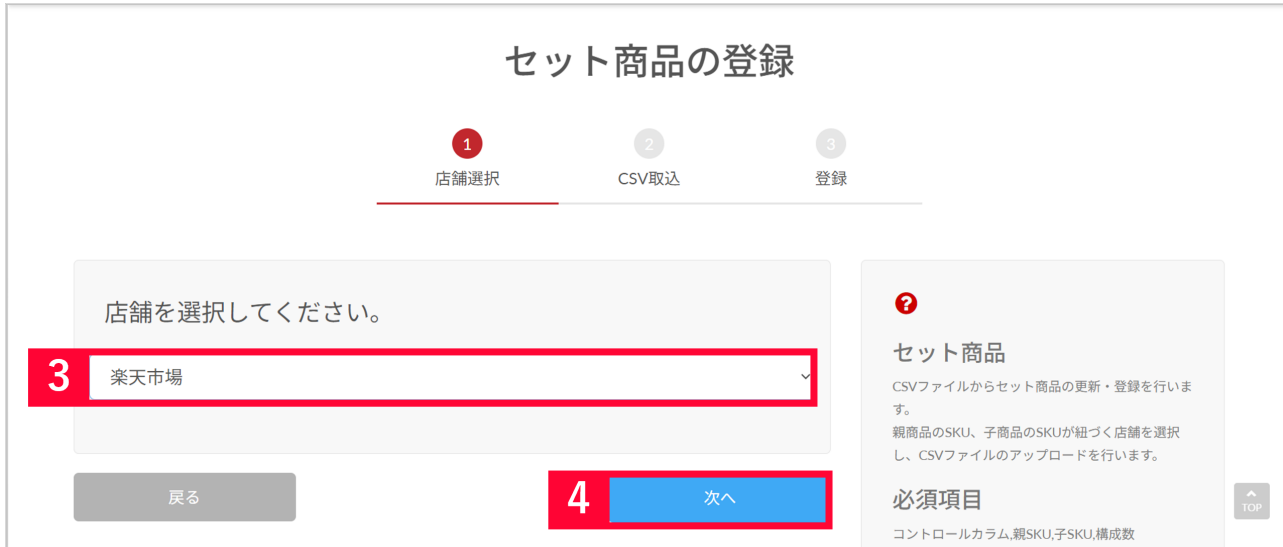 セット商品の登録
1
2
3
店舗選択
CSV取込
登録
店舗を選択してください。
3
楽天市場
戻る
4
次へ
?
セット商品
CSVファイルからセット商品の更新・登録を行いま
す。
親商品のSKU、子商品のSKUが紐づく店舗を選択
し、CSVファイルのアップロードを行います。
必須項目
コントロールカラム,親SKU,子SKU,構成数
TOP